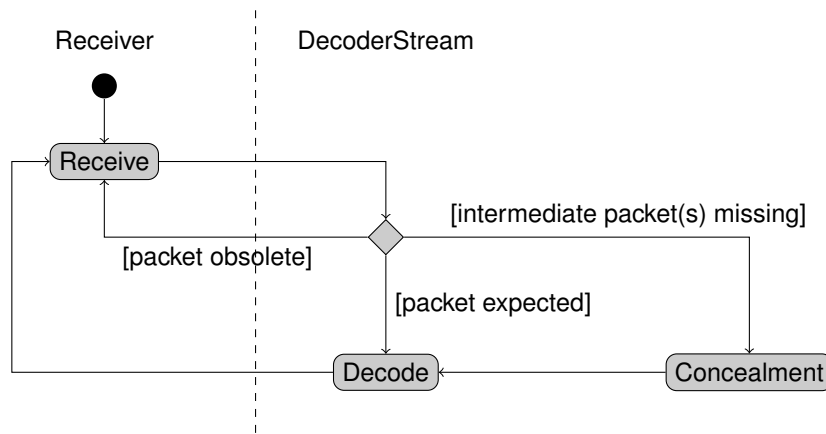 Receiver
DecoderStream
Receive
[intermediate packet(s) missing]
[packet obsolete]
[packet expected]
Decode
Concealment